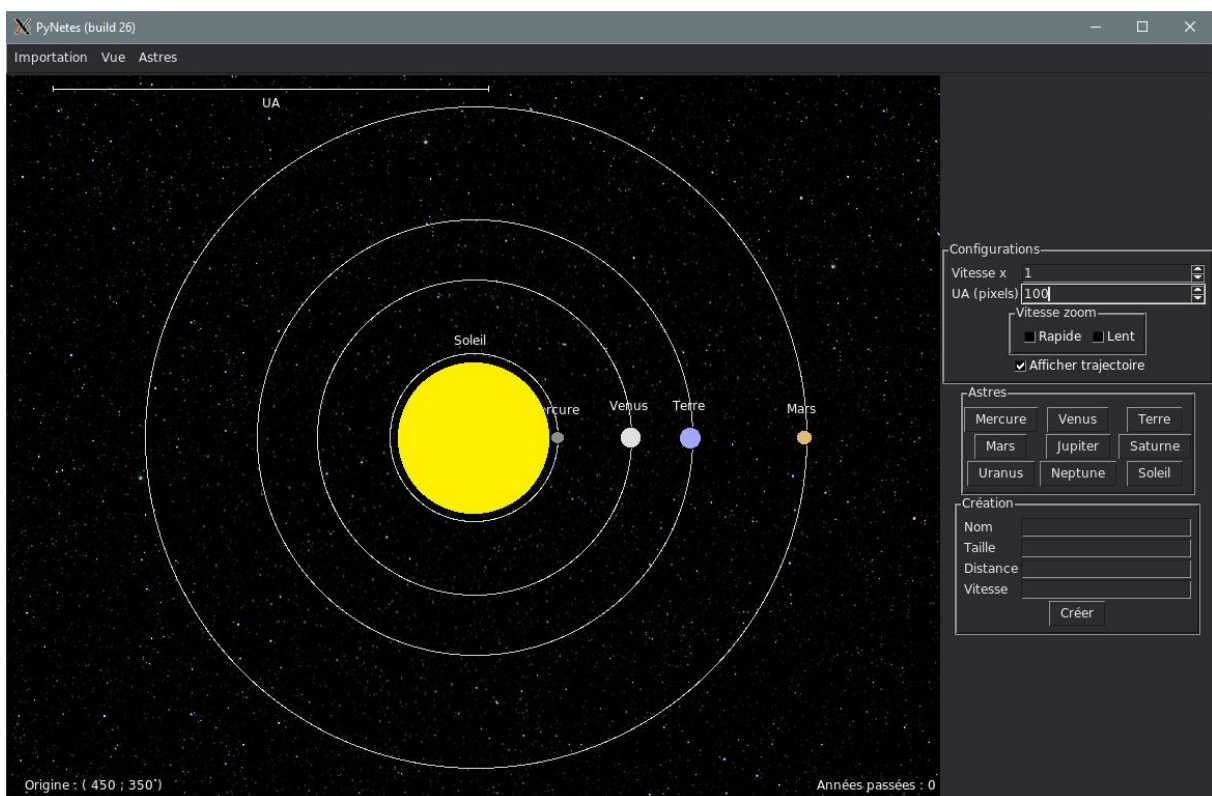 PyNetes (build 26)
Importation Vue Astres
UA
Soleil
ercure Venus Terre Mars
Origine : ( 450 ; 350 )
Années passées : 0
Configurations
Vitesse x 1
UA (pixels) 100
Vitesse zoom
Rapide Lent
Afficher trajectoire
Astres
Mercure Venus Terre
Mars Jupiter Saturne
Uranus Neptune Soleil
Création
Nom
Taille
Distance
Vitesse
Créer